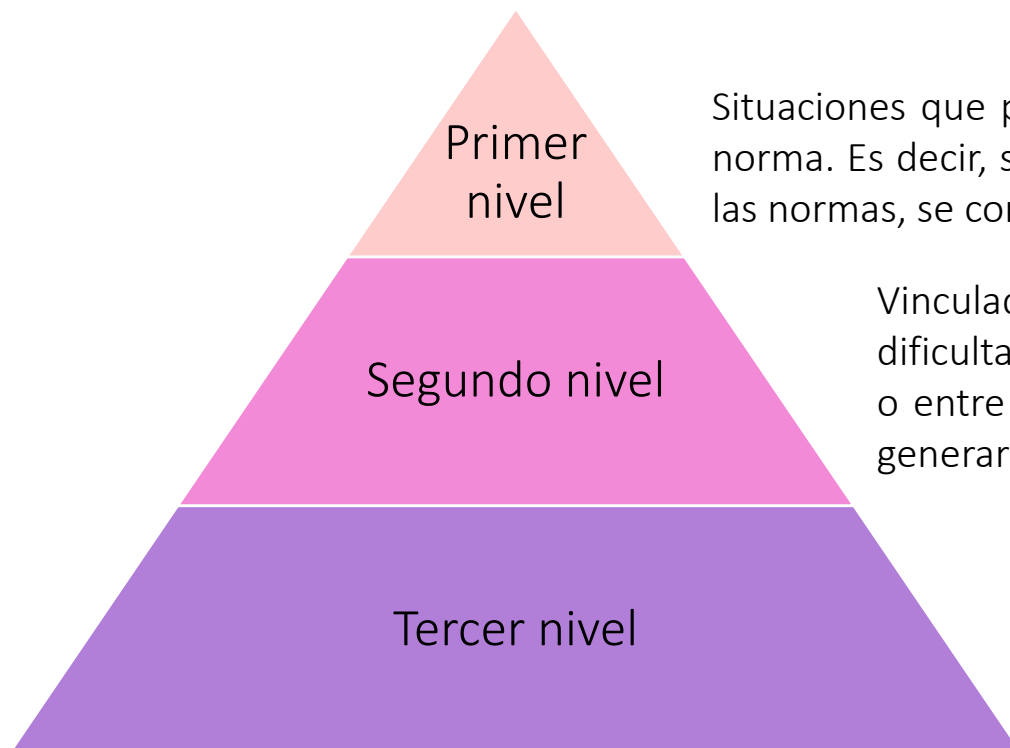 Primer
nivel
Situaciones que
norma. Es decir,
las normas, se
Segundo nivel
o entre
Tercer nivel